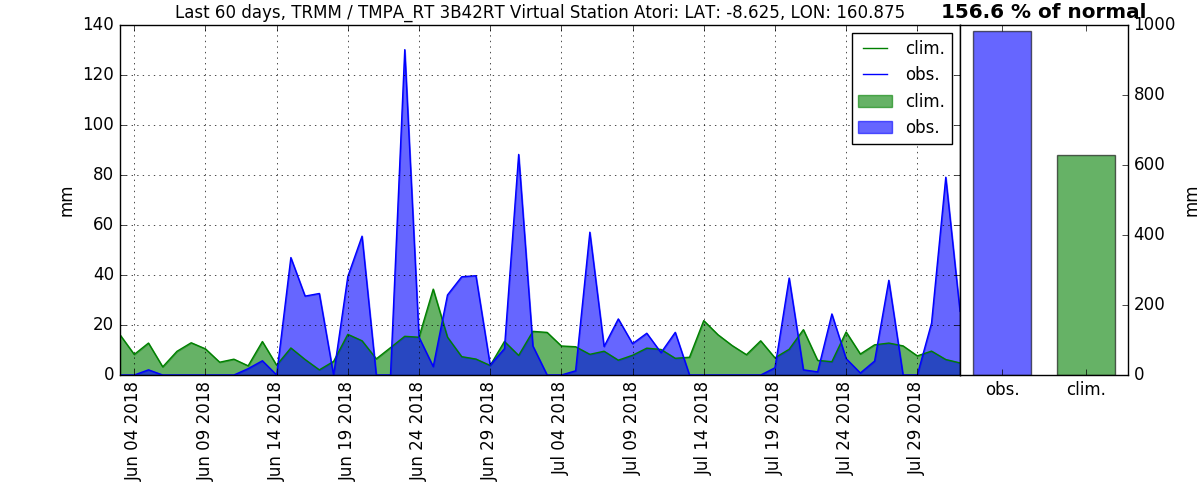 Last 60 days, TRMM / TMPA_RT 3B42RT Virtual Station Atori: LAT: -8.625, LON: 160.875
156.6 % of normal
140
120
100
80
60
40
20
0
mm
clim.
obs.
clim.
obs.
1000
800
600
400
200
0
mm
Jun 04 2018
Jun 09 2018
Jun 14 2018
Jun 19 2018
Jun 24 2018
Jun 29 2018
Jul 04 2018
Jul 09 2018
Jul 14 2018
Jul 19 2018
Jul 24 2018
Jul 29 2018
obs.
clim.